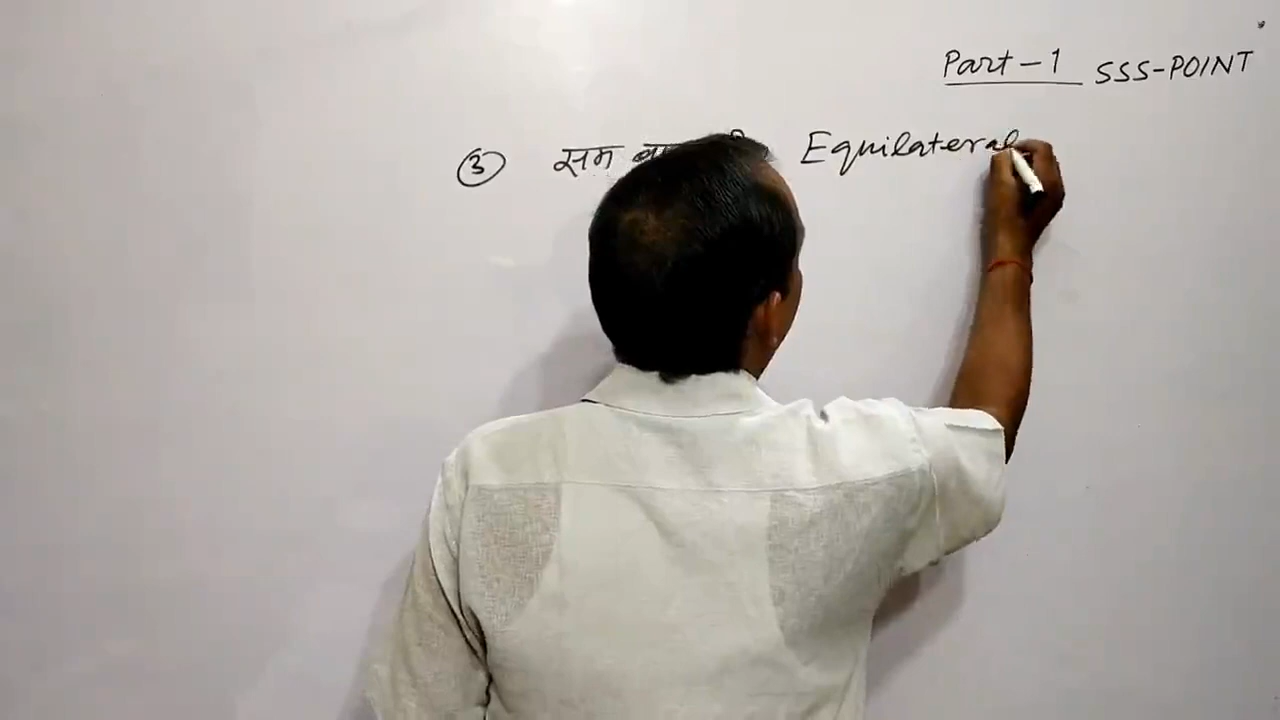 Part-1 SSS-POINT
③ सम Equilateral